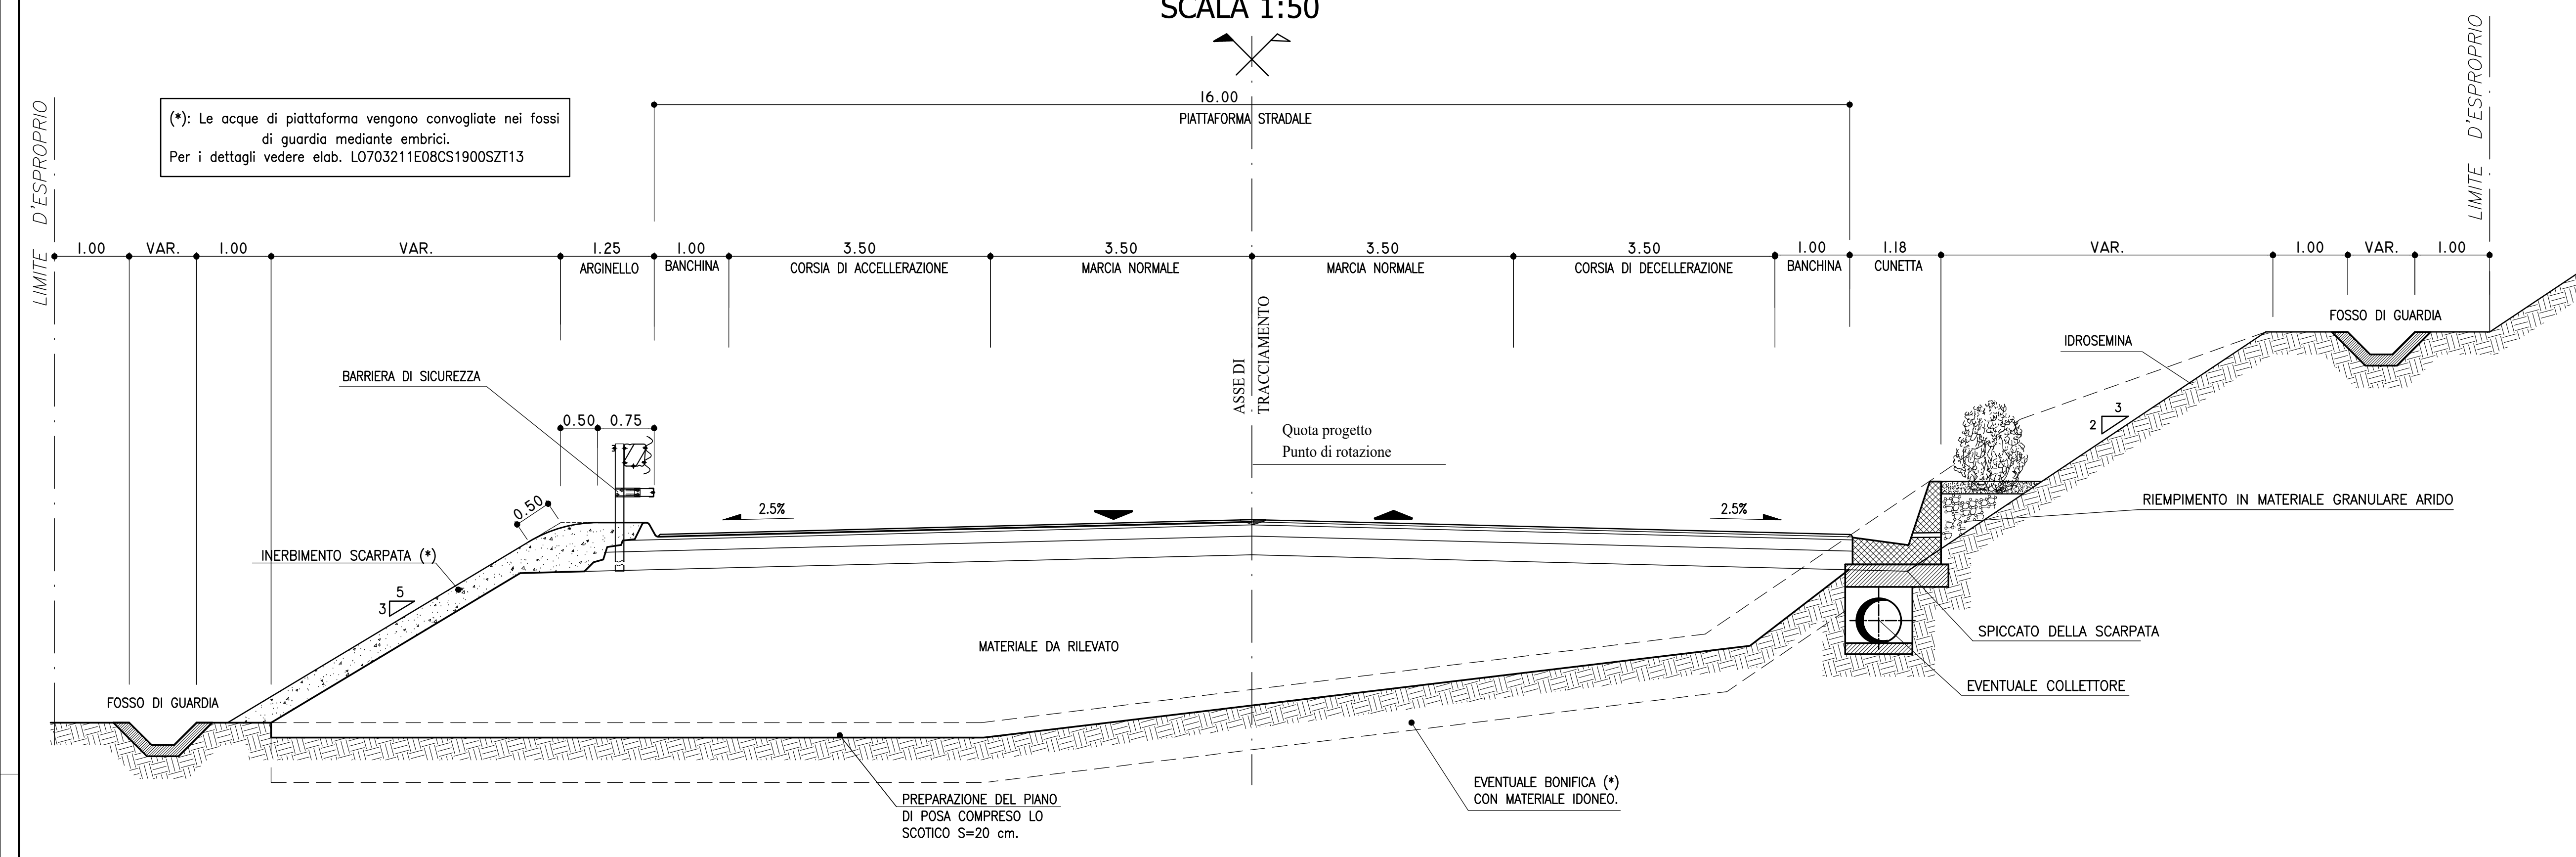 SCALA 1:50
LIMITE D'ESPROPRIO
(*): Le acque di piattaforma vengono convogliate nei fossi
di guardia mediante embrici.
Per i dettagli vedere elab. L0703211E08CS1900SZT13
16.00
PIATTAFORMA STRADALE
LIMITE D'ESPROPRIO
1.00 VAR. 1.00 VAR. 1.25 1.00 3.50 3.50 3.50 3.50 1.00 1.18 VAR. 1.00 VAR. 1.00
ARGINELLO BANCHINA CORSIA DI ACCELLERAZIONE MARCIA NORMALE MARCIA NORMALE CORSIA DI DECELLERAZIONE BANCHINA CUNETTA
FOSSO DI GUARDIA
IDROSEMINA
ASSE DI
TRACCIAMENTO
BARRIERA DI SICUREZZA
0.50 0.75
Quota progetto
Punto di rotazione
3
2
0.50
2.5%
2.5%
RIEMPIMENTO IN MATERIALE GRANULARE ARIDO
INERBIMENTO SCARPATA (*)
5
3
MATERIALE DA RILEVATO
SPICCATO DELLA SCARPATA
EVENTUALE COLLETTORE
FOSSO DI GUARDIA
PREPARAZIONE DEL PIANO
DI POSA COMPRESO LO
SCOTICO S=20 cm.
EVENTUALE BONIFICA (*)
CON MATERIALE IDONEO.